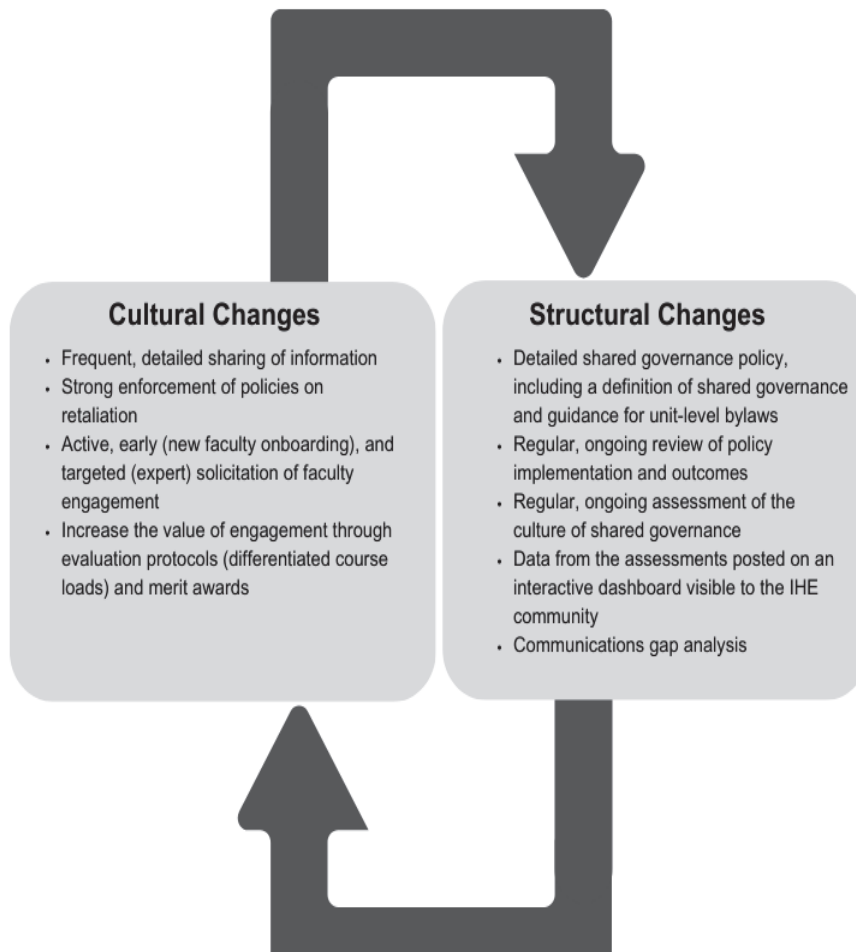 Cultural Changes
• Frequent, detailed sharing of information
• Strong enforcement of policies on
retaliation
• Active, early (new faculty onboarding), and
targeted (expert) solicitation of faculty
engagement
• Increase the value of engagement through
evaluation protocols (differentiated course
loads) and merit awards
Structural Changes
• Detailed shared governance policy,
including a definition of shared governance
and guidance for unit-level bylaws
• Regular, ongoing review of policy
implementation and outcomes
• Regular, ongoing assessment of the
culture of shared governance
• Data from the assessments posted on an
interactive dashboard visible to the IHE
community
• Communications gap analysis